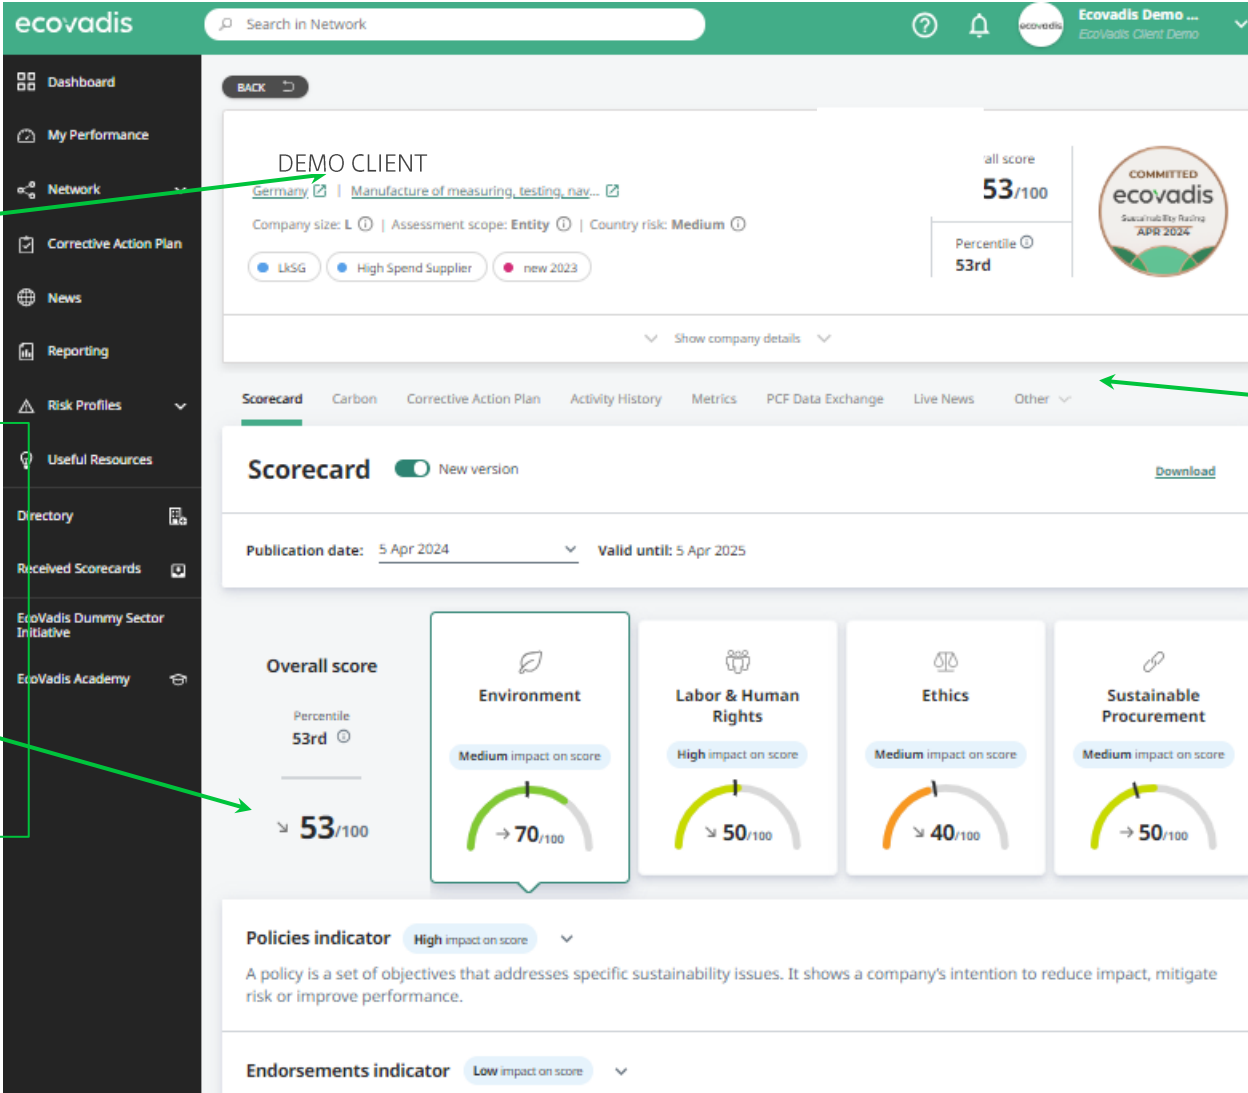 ecovadis
Search in Network
ecovadis
Ecovadis Demo ...
EcoVadis Client Demo
Dashboard
My Performance
Network
Corrective Action Plan
News
Reporting
Risk Profiles
Useful Resources
Directory
Received Scorecards
EcoVadis Dummy Sector
Initiative
EcoVadis Academy
BACK
DEMO CLIENT
Germany | Manufacture of measuring, testing, nav...
Company size: L | Assessment scope: Entity | Country risk: Medium
LkSG High Spend Supplier new 2023
all score
53/100
Percentile
53rd
COMMITTED
ecovadis
Sustainability Rating
APR 2024
Show company details
Scorecard Carbon Corrective Action Plan Activity History Metrics PCF Data Exchange Live News Other
Scorecard New version
Download
Publication date: 5 Apr 2024 Valid until: 5 Apr 2025
Overall score
Percentile
53rd
53/100
Environment
Medium impact on score
70/100
Labor & Human
Rights
High impact on score
50/100
Ethics
Medium impact on score
40/100
Sustainable
Procurement
Medium impact on score
50/100
Policies indicator High impact on score
A policy is a set of objectives that addresses specific sustainability issues. It shows a company's intention to reduce impact, mitigate
risk or improve performance.
Endorsements indicator Low impact on score